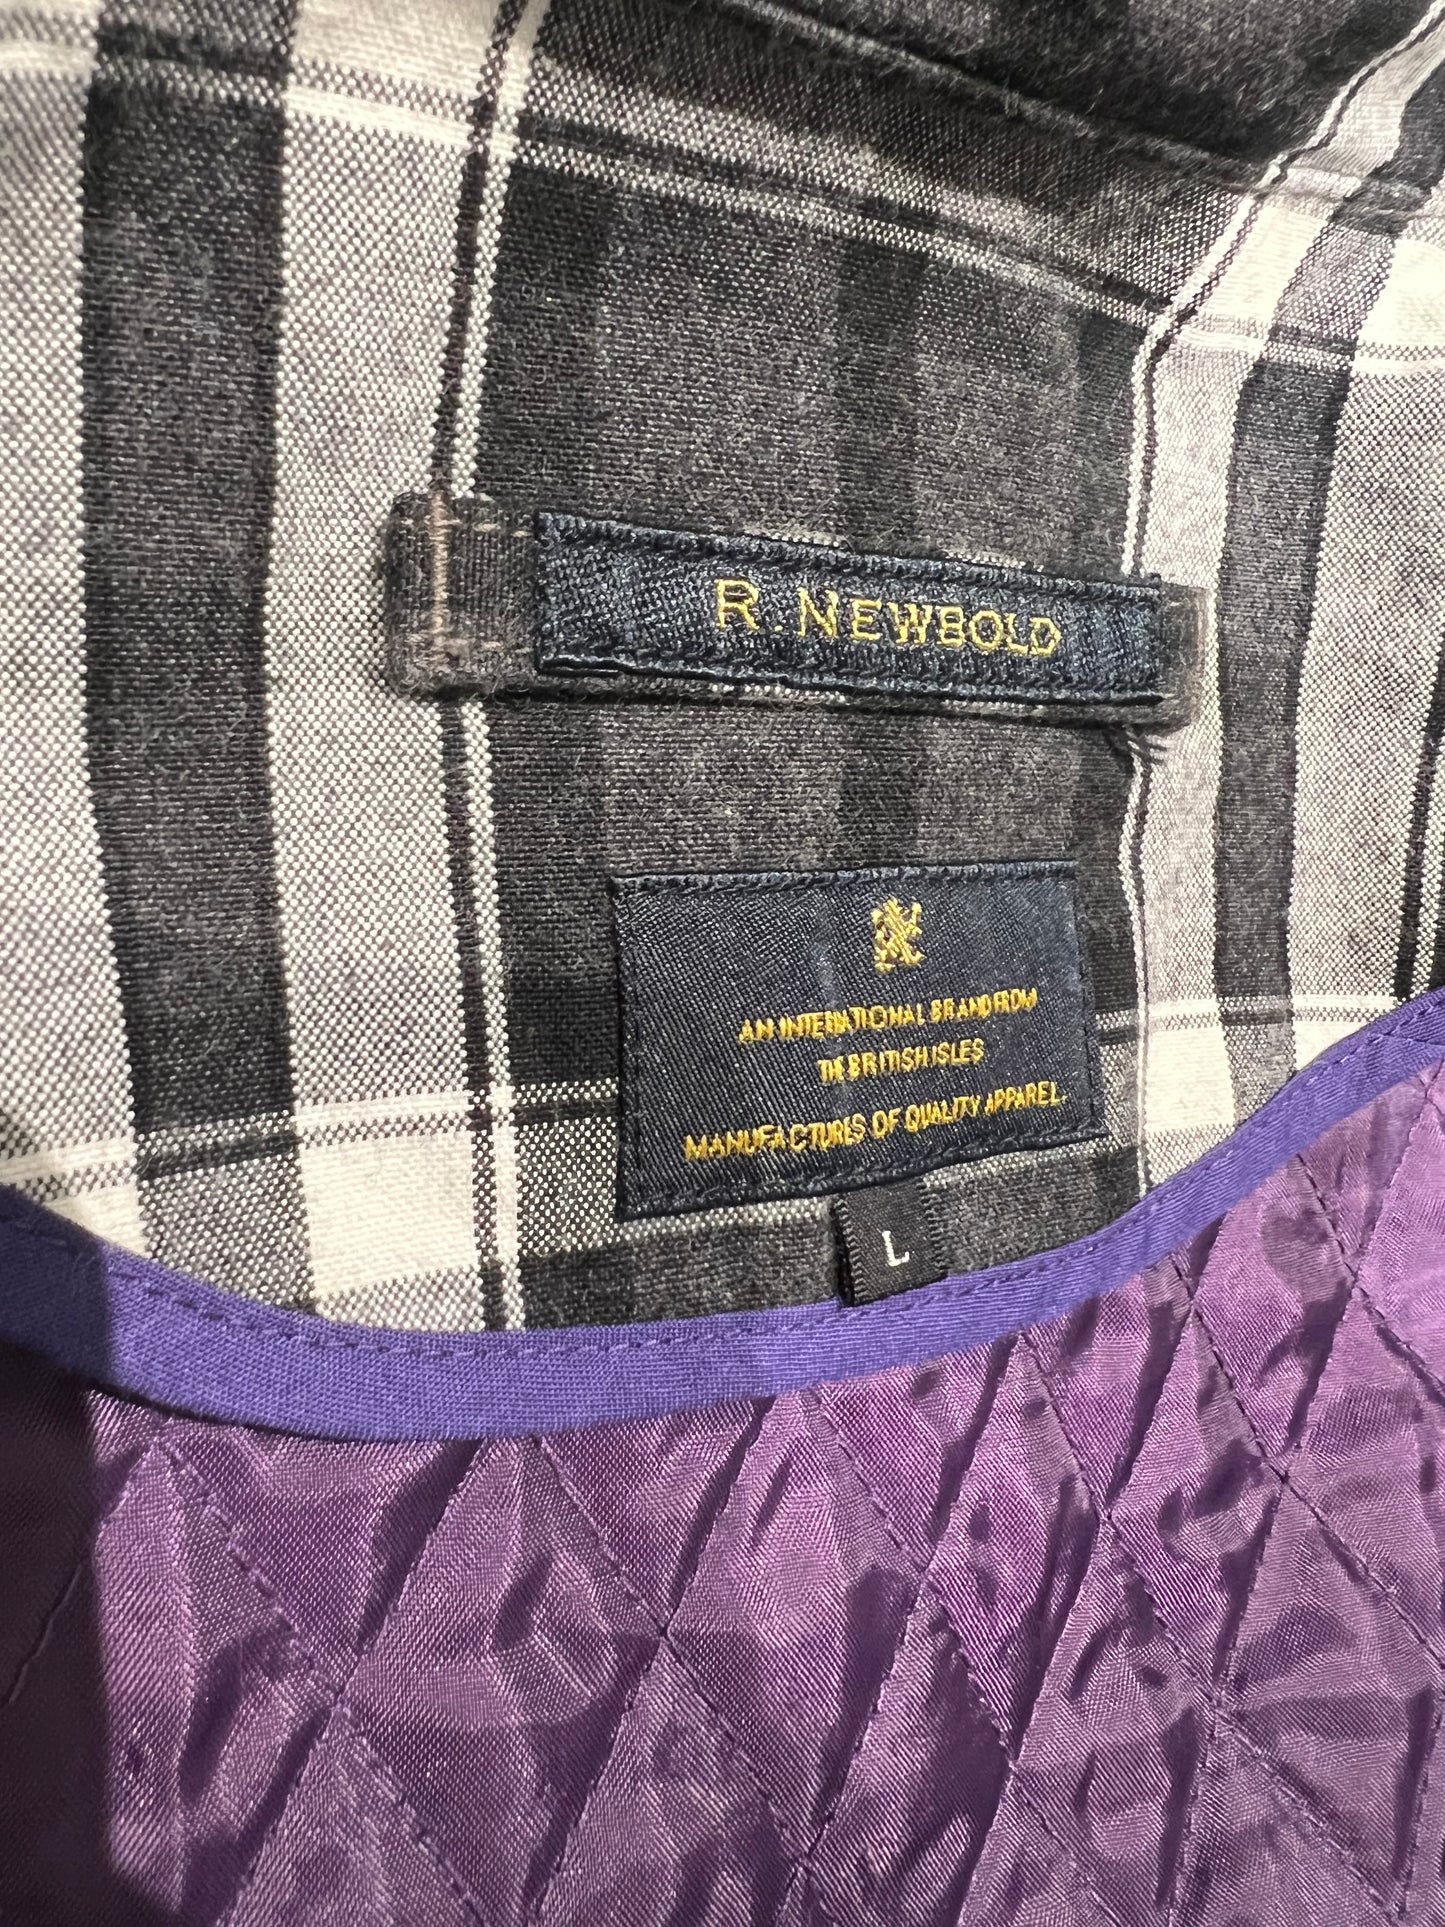 R. NEWBOLD
AN INTERNATIONAL BRAND FROM
THE BRITISH ISLES
MANUFACTURES OF QUALITY APPAREL.
L